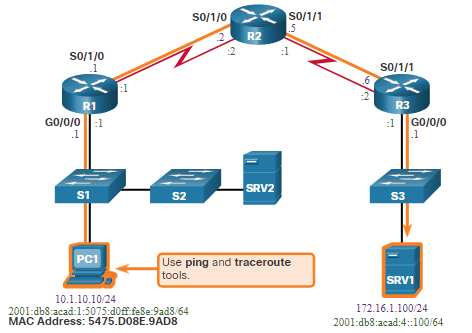 S0/1/0
S0/1/1
.2
.5
R2
:2
:1
S0/1/0
.1
:1
S0/1/1
.6
:2
R1
R3
G0/0/0
:1
.1
:1
G0/0/0
.1
S1
S2
SRV2
S3
PC1
Use ping and traceroute
tools.
SRV1
10.1.10.10/24
2001:db8:acad:1:5075:d0ff:fe8e:9ad8/64
MAC Address: 5475.D08E.9AD8
172.16.1.100/24
2001:db8:acad:4::100/64